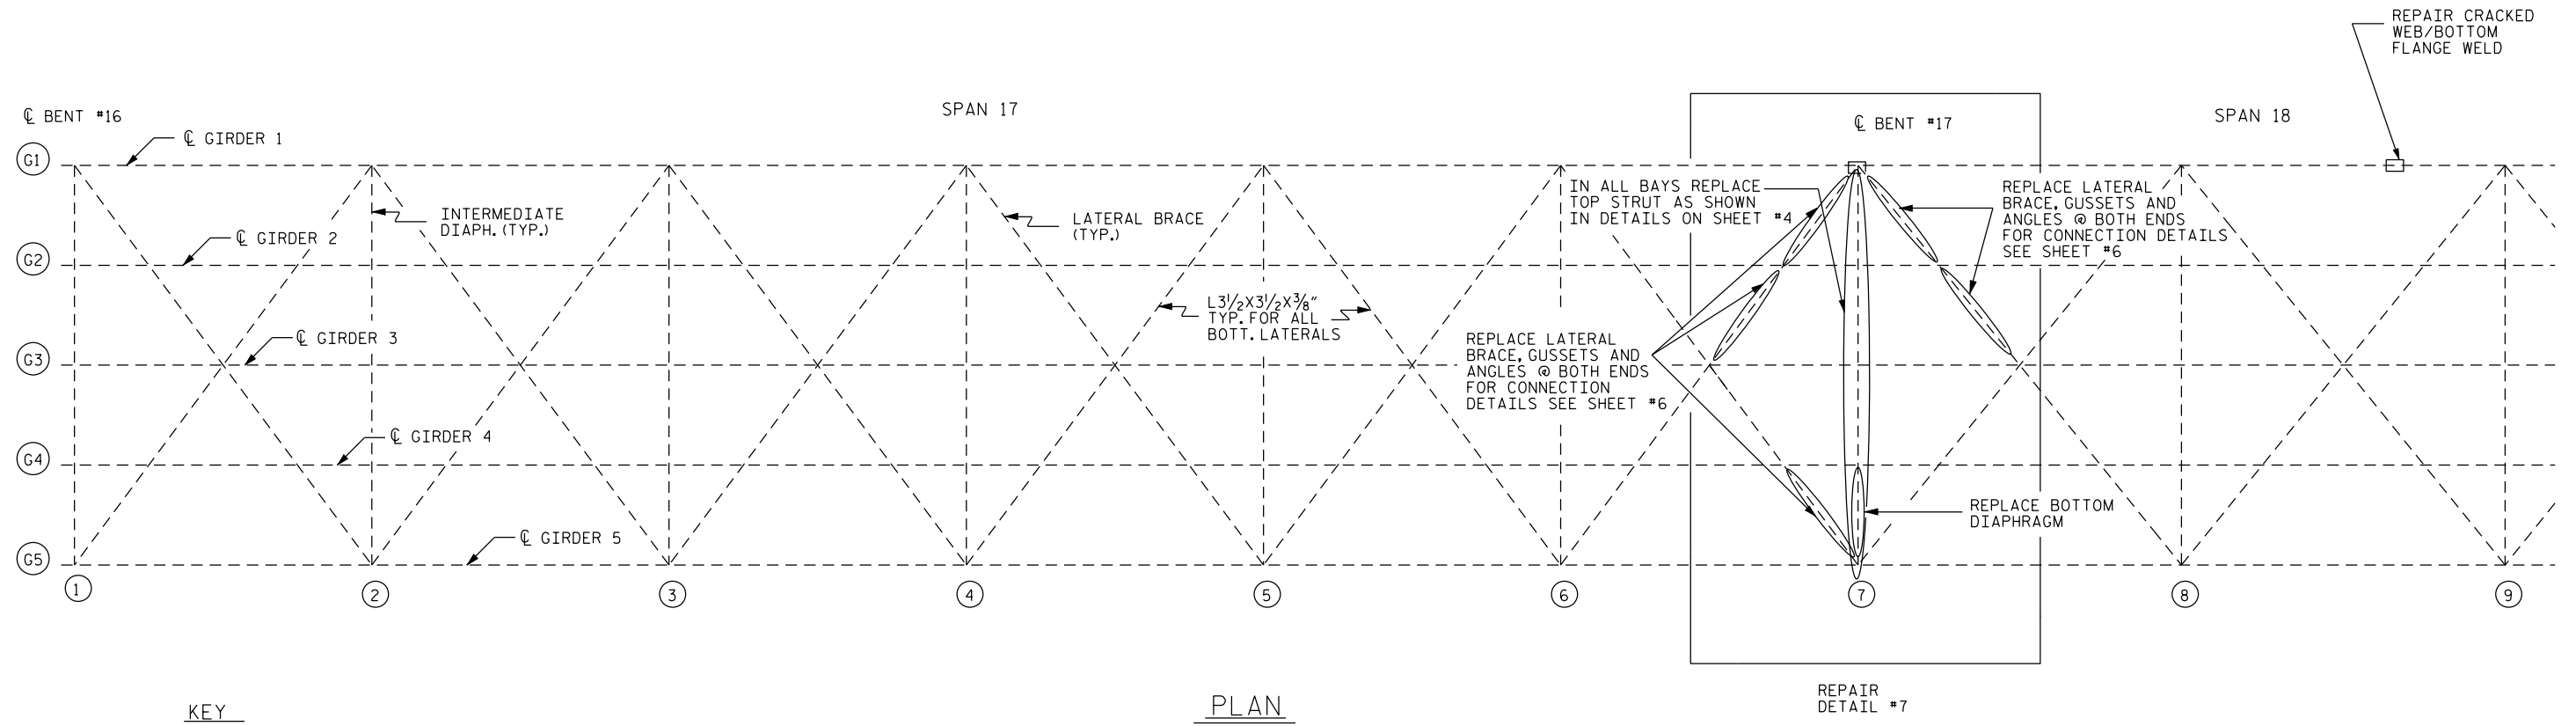 REPAIR CRACKED
WEB/BOTTOM
FLANGE WELD
SPAN 17
SPAN 18
℄ BENT #16
℄ BENT #17
℄ GIRDER 1
G1
IN ALL BAYS REPLACE
TOP STRUT AS SHOWN
IN DETAILS ON SHEET #4
REPLACE LATERAL
BRACE, GUSSETS AND
ANGLES @ BOTH ENDS
FOR CONNECTION DETAILS
SEE SHEET #6
INTERMEDIATE
DIAPH. (TYP.)
LATERAL BRACE
(TYP.)
℄ GIRDER 2
G2
L3½X3½X⅜"
TYP. FOR ALL
BOTT. LATERALS
℄ GIRDER 3
G3
REPLACE LATERAL
BRACE, GUSSETS AND
ANGLES @ BOTH ENDS
FOR CONNECTION
DETAILS SEE SHEET #6
℄ GIRDER 4
G4
REPLACE BOTTOM
DIAPHRAGM
℄ GIRDER 5
G5
1
2
3
4
5
6
7
8
9
REPAIR
DETAIL #7
KEY
PLAN